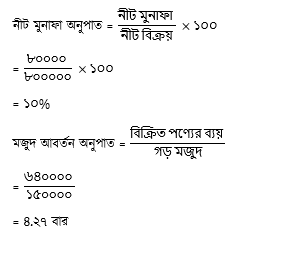 নীট মুনাফা অনুপাত = নীট মুনাফা / নীট বিক্রয় × ১০০
= ৮০০০০ / ৮০০০০০ × ১০০
= ১০%
মজুদ আবর্তন অনুপাত = বিক্রিত পণ্যের ব্যয় / গড় মজুদ
= ৬৪০০০০ / ১৫০০০০
= ৪.২৭ বার